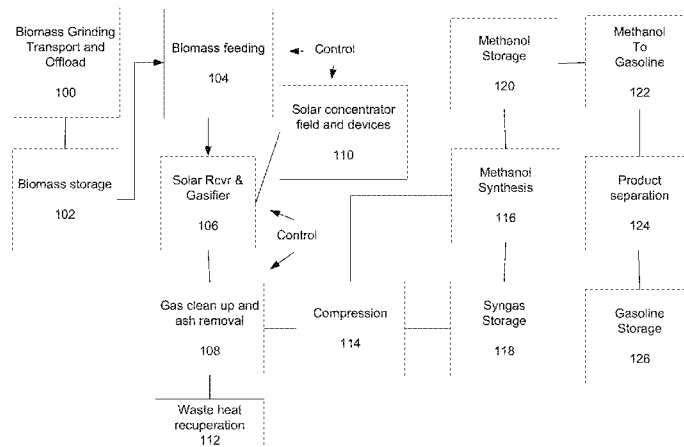 Biomass Grinding
Transport and
Offload
100
Biomass storage
102
Biomass feeding
104
Control
Solar concentrator
field and devices
110
Solar Rcvr &
Gasifier
106
Control
Gas clean up and
ash removal
108
Waste heat
recuperation
112
Compression
114
Methanol
Storage
120
Methanol
Synthesis
116
Syngas
Storage
118
Methanol
To
Gasoline
122
Product
separation
124
Gasoline
Storage
126